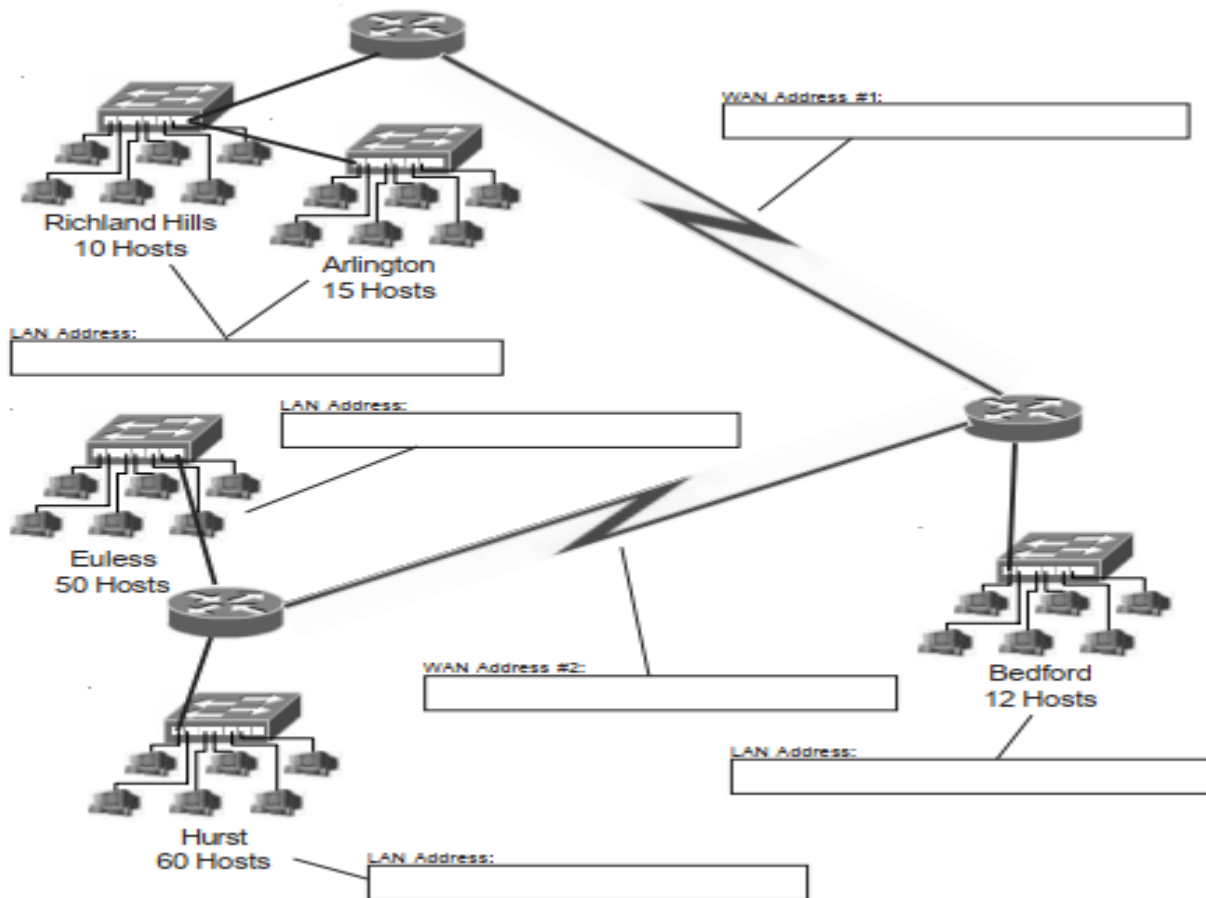 WAN Address #1:
Richland Hills
10 Hosts
Arlington
15 Hosts
LAN Address:
LAN Address:
Euless
50 Hosts
WAN Address #2:
Bedford
12 Hosts
LAN Address:
Hurst
60 Hosts
LAN Address: